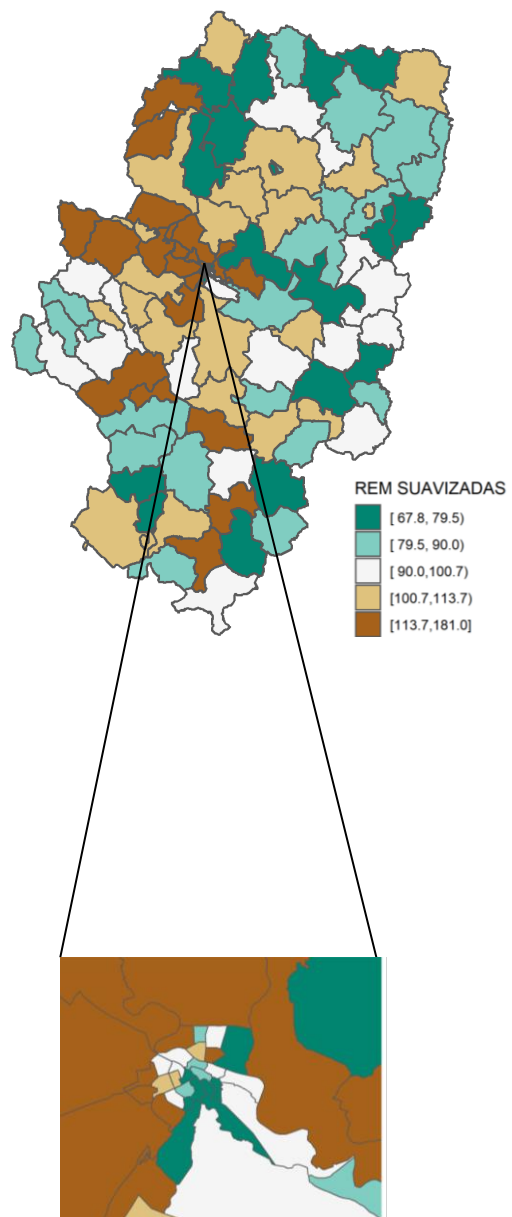 REM SUAVIZADAS
[ 67.8, 79.5)
[ 79.5, 90.0)
[ 90.0,100.7)
[100.7,113.7)
[113.7,181.0]